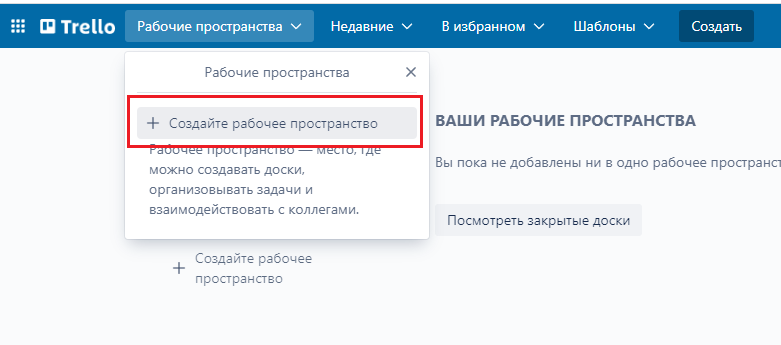 Trello Рабочие пространства Недавние В избранном Шаблоны Создать
Рабочие пространства
Создайте рабочее пространство
Рабочее пространство — место, где
можно создавать доски,
организовывать задачи и
взаимодействовать с коллегами.
Создайте рабочее
пространство
ВАШИ РАБОЧИЕ ПРОСТРАНСТВА
Вы пока не добавлены ни в одно рабочее пространст
Посмотреть закрытые доски